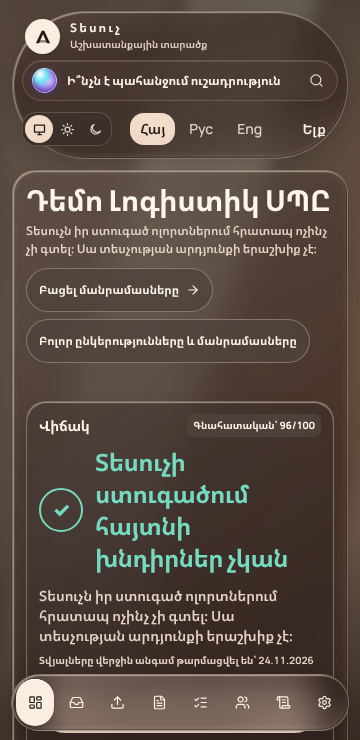 Տեսուչ
Աշխատանքային տարածք
Ի՞նչն է պահանջում ուշադրություն
Հայ Рус Eng Ելք
Դեմո Լոգիստիկ ՍՊԸ
Տեսուչն իր ստուգած ոլորտներում հրատապ ոչինչ
չի գտել։ Սա տեսչության արդյունքի երաշխիք չէ։
Բացել մանրամասները
Բոլոր ընկերությունները և մանրամասները
Վիճակ
Գնահատական՝ 96/100
Տեսուչի
ստուգածում
հայտնի
խնդիրներ չկան
Տեսուչն իր ստուգած ոլորտներում
հրատապ ոչինչ չի գտել։ Սա
տեսչության արդյունքի երաշխիք չէ։
Տվյալները վերջին անգամ թարմացվել են՝ 24.11.2026